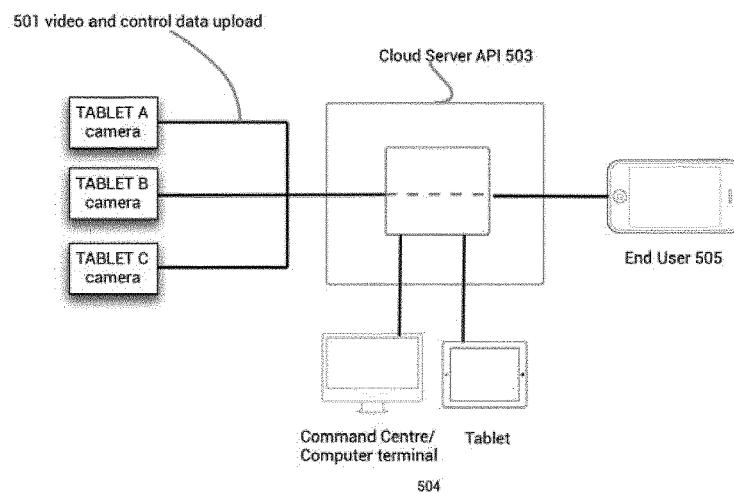 501 video and control data upload
Cloud Server API 503
TABLET A
camera
TABLET B
camera
TABLET C
camera
End User 505
Command Centre/
Computer terminal
Tablet
504